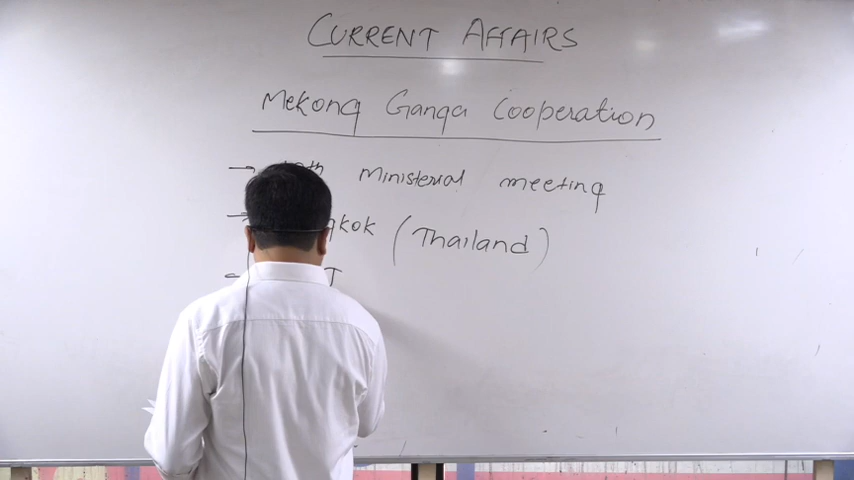 CURRENT AFFAIRS
Mekong Ganga Cooperation
→ Ministerial meeting
→ (Thailand)